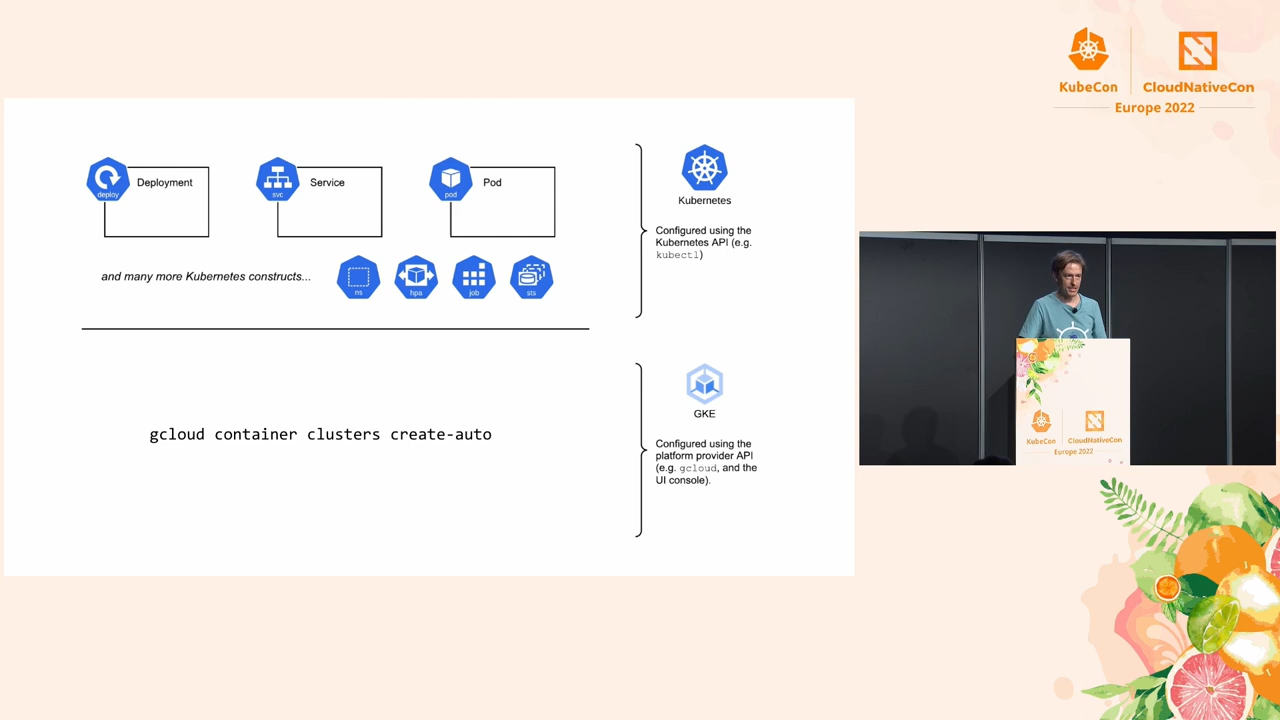 KubeCon
CloudNativeCon
Europe 2022
deploy
Deployment
svc
Service
pod
Pod
and many more Kubernetes constructs...
ns
hpa
job
sts
Kubernetes
Configured using the
Kubernetes API (e.g.
kubectl)
gcloud container clusters create-auto
GKE
Configured using the
platform provider API
(e.g. gcloud, and the
UI console).
KubeCon
CloudNativeCon
Europe 2022